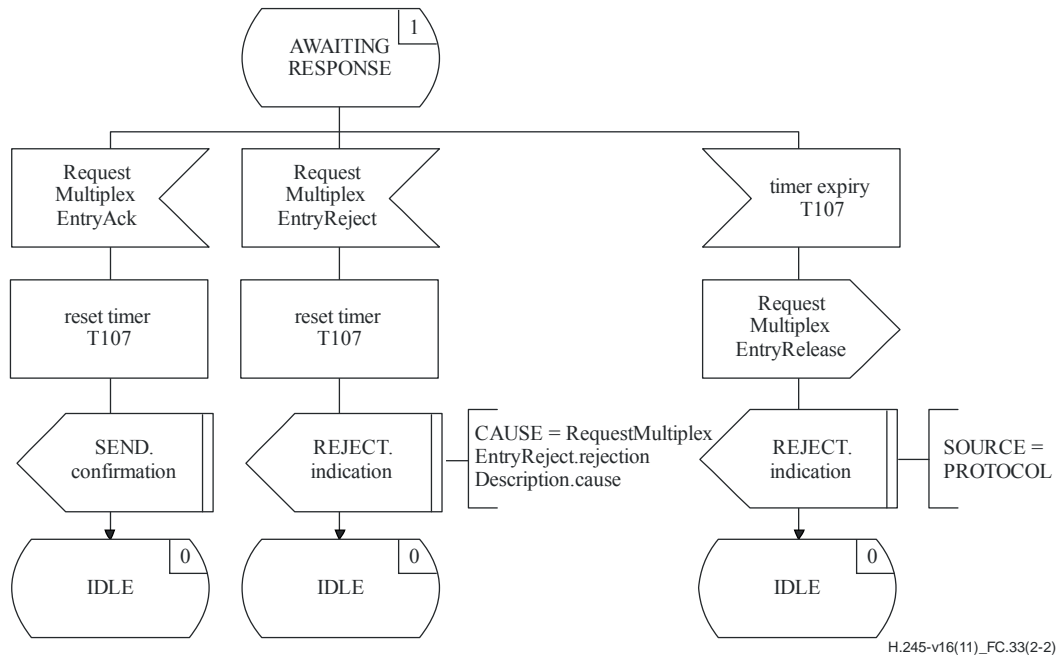 1
AWAITING
RESPONSE
Request
Multiplex
EntryAck
Request
Multiplex
EntryReject
timer expiry
T107
reset timer
T107
reset timer
T107
Request
Multiplex
EntryRelease
SEND.
confirmation
REJECT.
indication
CAUSE = RequestMultiplex
EntryReject.rejection
Description.cause
REJECT.
indication
SOURCE =
PROTOCOL
0
IDLE
0
IDLE
0
IDLE
H.245-v16(11)_FC.33(2-2)